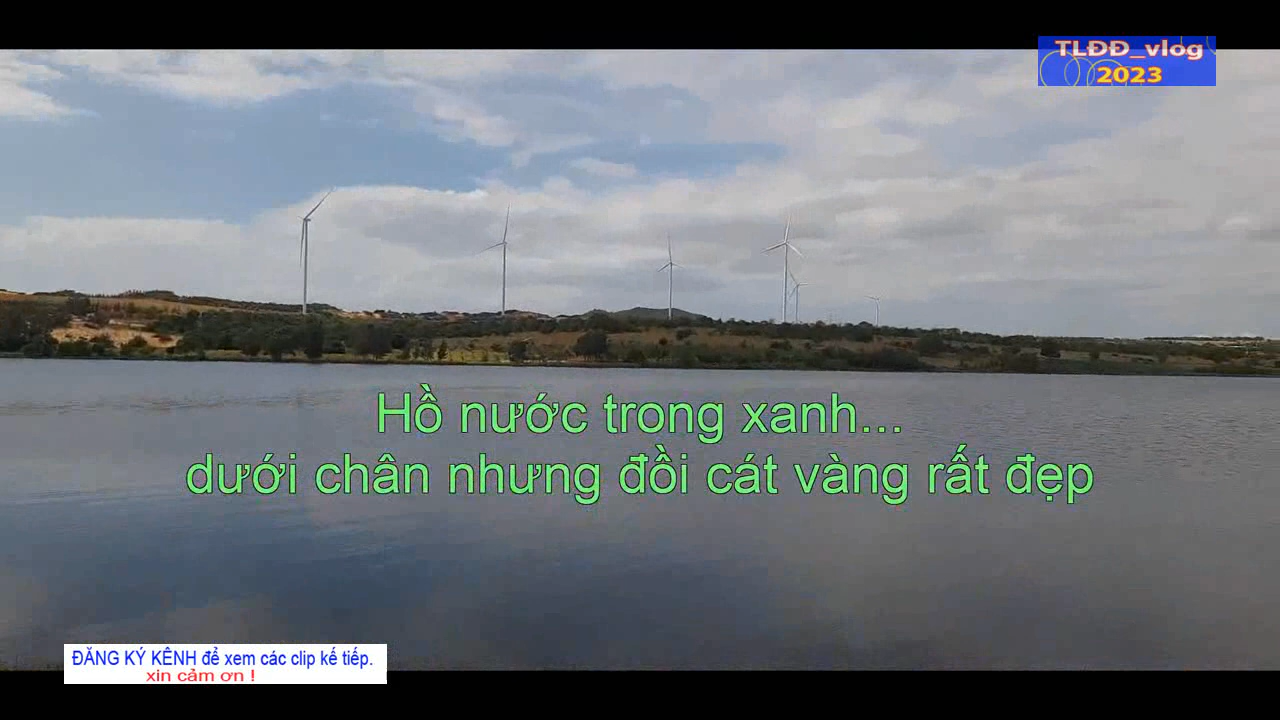 TLĐĐ_vlog
2023
Hồ nước trong xanh...
dưới chân nhưng đồi cát vàng rất đẹp
ĐĂNG KÝ KÊNH để xem các clip kế tiếp.
xin cảm ơn !